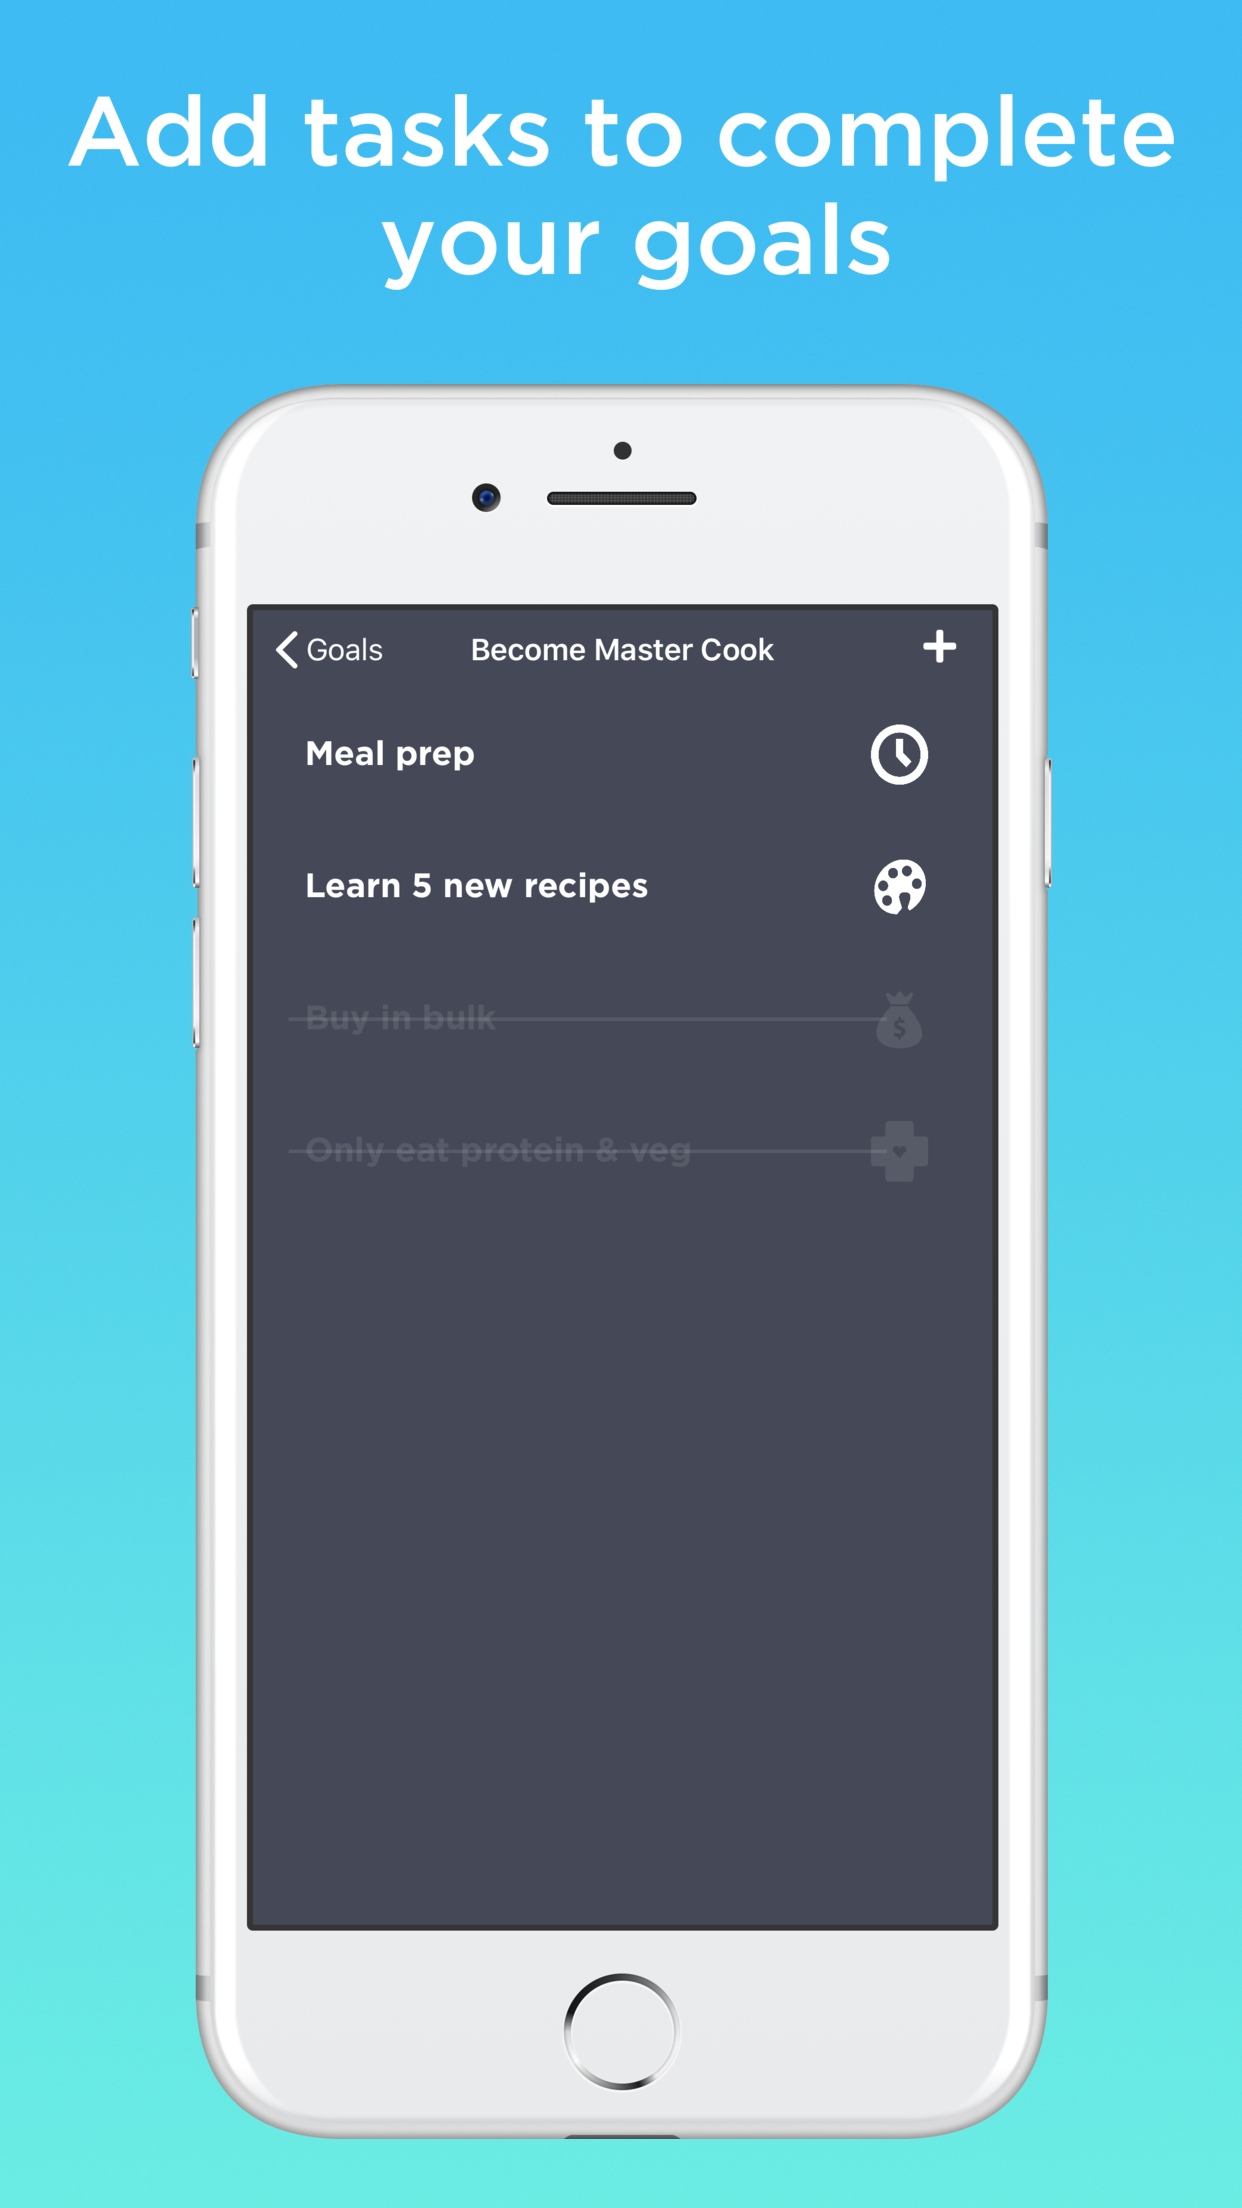 Add tasks to complete
your goals
Goals
Become Master Cook
Meal prep
Learn 5 new recipes
Buy in bulk
$
Only eat protein & veg